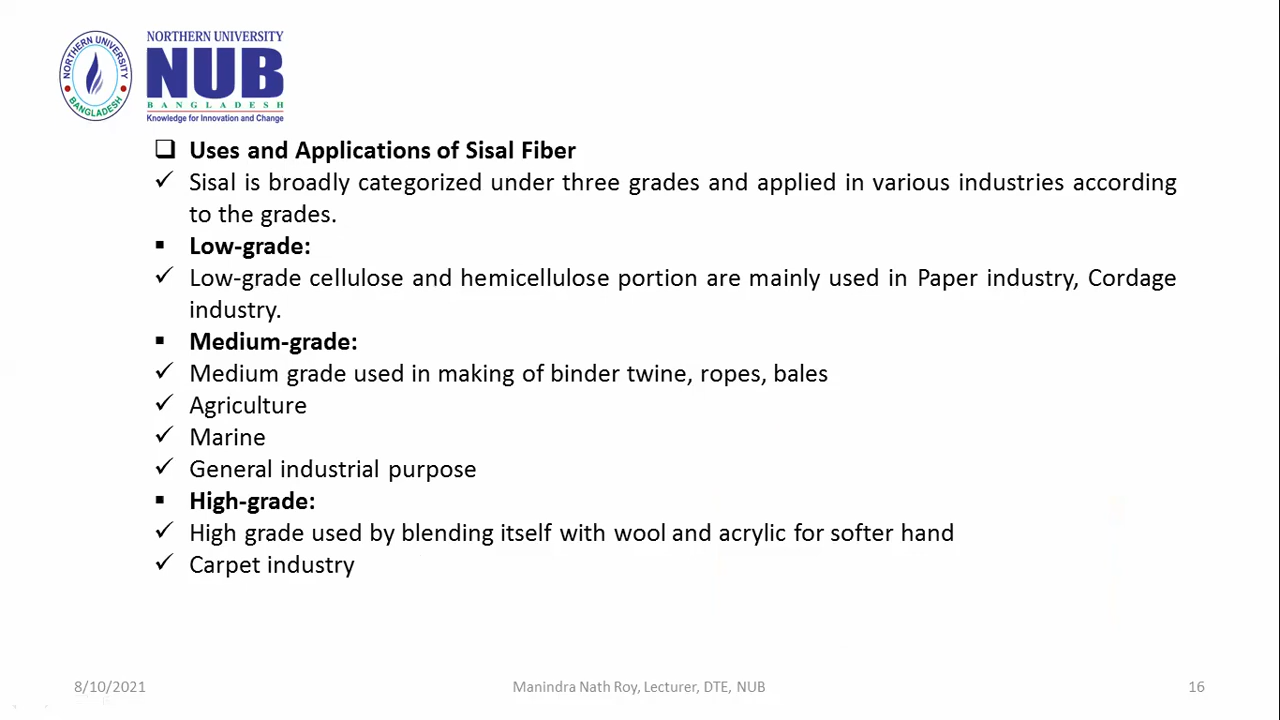 NORTHERN UNIVERSITY
BANGLADESH
NORTHERN UNIVERSITY
NUB
BANGLADESH
Knowledge for Innovation and Change
Uses and Applications of Sisal Fiber
Sisal is broadly categorized under three grades and applied in various industries according
to the grades.
Low-grade:
Low-grade cellulose and hemicellulose portion are mainly used in Paper industry, Cordage
industry.
Medium-grade:
Medium grade used in making of binder twine, ropes, bales
Agriculture
Marine
General industrial purpose
High-grade:
High grade used by blending itself with wool and acrylic for softer hand
Carpet industry
8/10/2021
Manindra Nath Roy, Lecturer, DTE, NUB
16